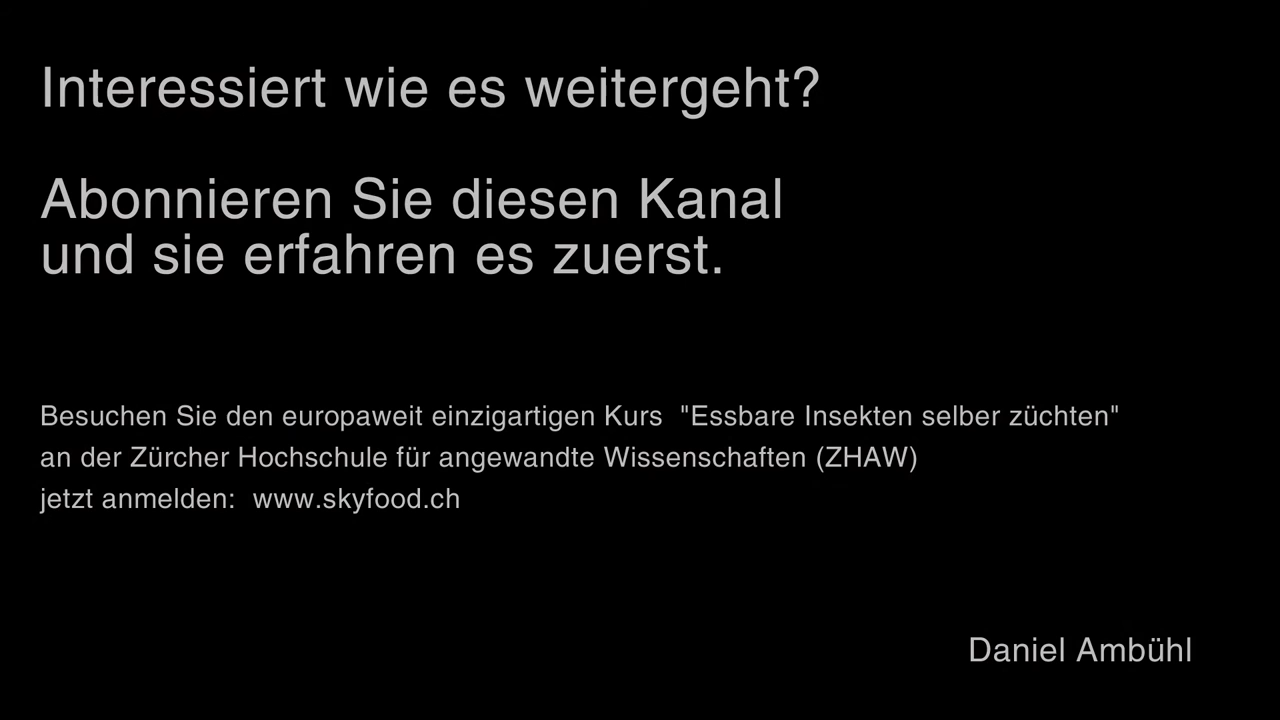 Interessiert wie es weitergeht?
Abonnieren Sie diesen Kanal
und sie erfahren es zuerst.
Besuchen Sie den europaweit einzigartigen Kurs  "Essbare Insekten selber züchten"
an der Zürcher Hochschule für angewandte Wissenschaften (ZHAW)
jetzt anmelden:  www.skyfood.ch
Daniel Ambühl